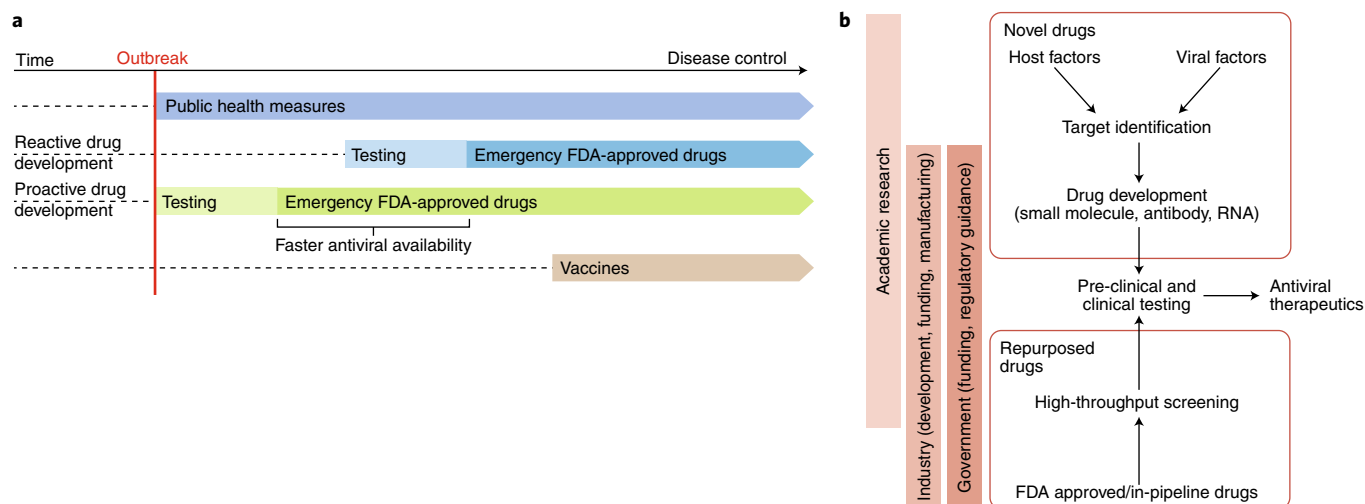 a
Time
Outbreak
Disease control
Public health measures
Reactive drug
development
Testing
Emergency FDA-approved drugs
Proactive drug
development
Testing
Emergency FDA-approved drugs
Faster antiviral availability
Vaccines
b
Academic research
Industry (development, funding, manufacturing)
Government (funding, regulatory guidance)
Novel drugs
Host factors
Viral factors
Target identification
Drug development
(small molecule, antibody, RNA)
Pre-clinical and
clinical testing
Antiviral
therapeutics
Repurposed
drugs
High-throughput screening
FDA approved/in-pipeline drugs